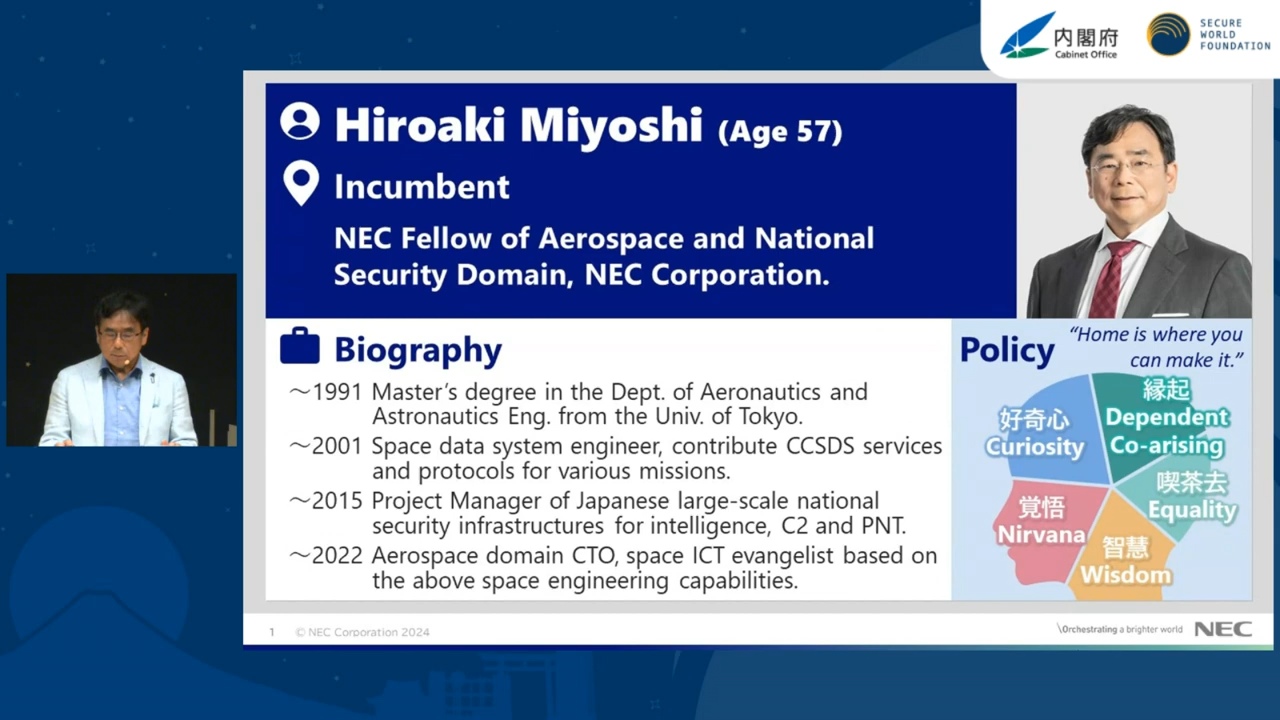 内閣府
Cabinet Office
SECURE
WORLD
FOUNDATION
Hiroaki Miyoshi (Age 57)
Incumbent
NEC Fellow of Aerospace and National
Security Domain, NEC Corporation.
Biography
～1991 Master's degree in the Dept. of Aeronautics and
Astronautics Eng. from the Univ. of Tokyo.
～2001 Space data system engineer, contribute CCSDS services
and protocols for various missions.
～2015 Project Manager of Japanese large-scale national
security infrastructures for intelligence, C2 and PNT.
～2022 Aerospace domain CTO, space ICT evangelist based on
the above space engineering capabilities.
Policy
“Home is where you
can make it.”
好奇心
Curiosity
縁起
Dependent
Co-arising
喫茶去
Equality
覚悟
Nirvana
智慧
Wisdom
1 © NEC Corporation 2024
\Orchestrating a brighter world
NEC